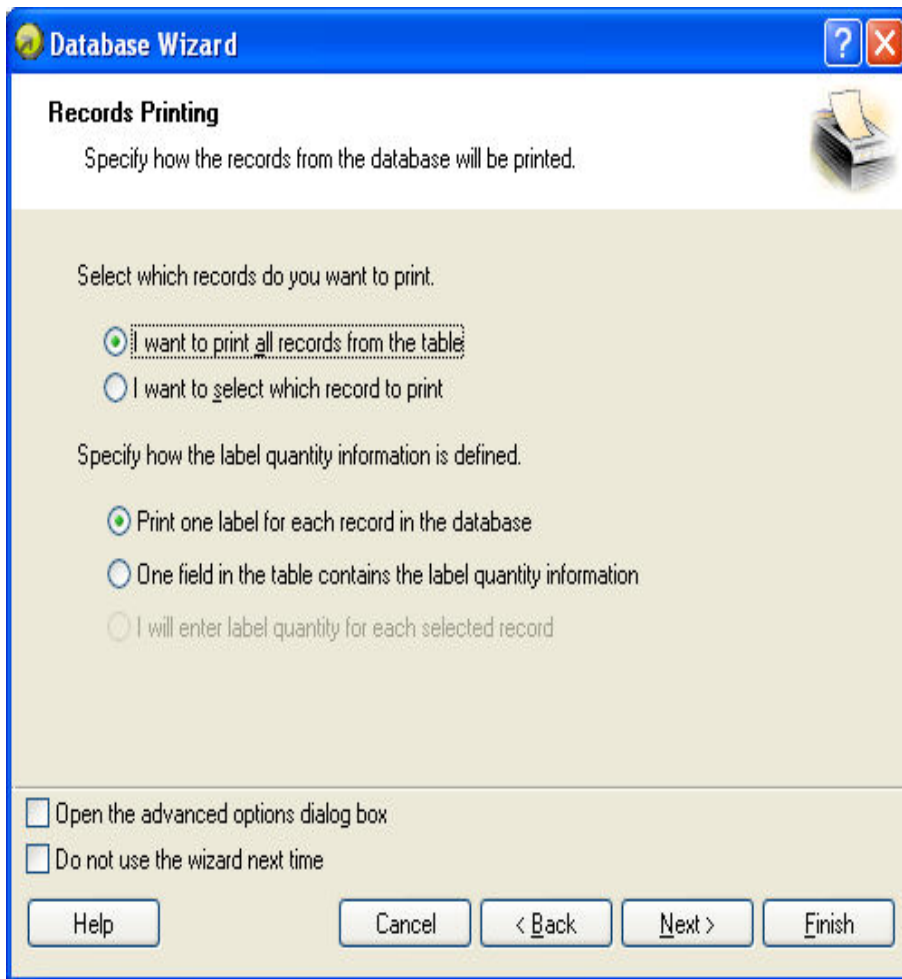 Database Wizard
Records Printing
Specify how the records from the database will be printed.
Select which records do you want to print.
I want to print all records from the table
I want to select which record to print
Specify how the label quantity information is defined.
Print one label for each record in the database
One field in the table contains the label quantity information
I will enter label quantity for each selected record
Open the advanced options dialog box
Do not use the wizard next time
Help Cancel < Back Next > Finish